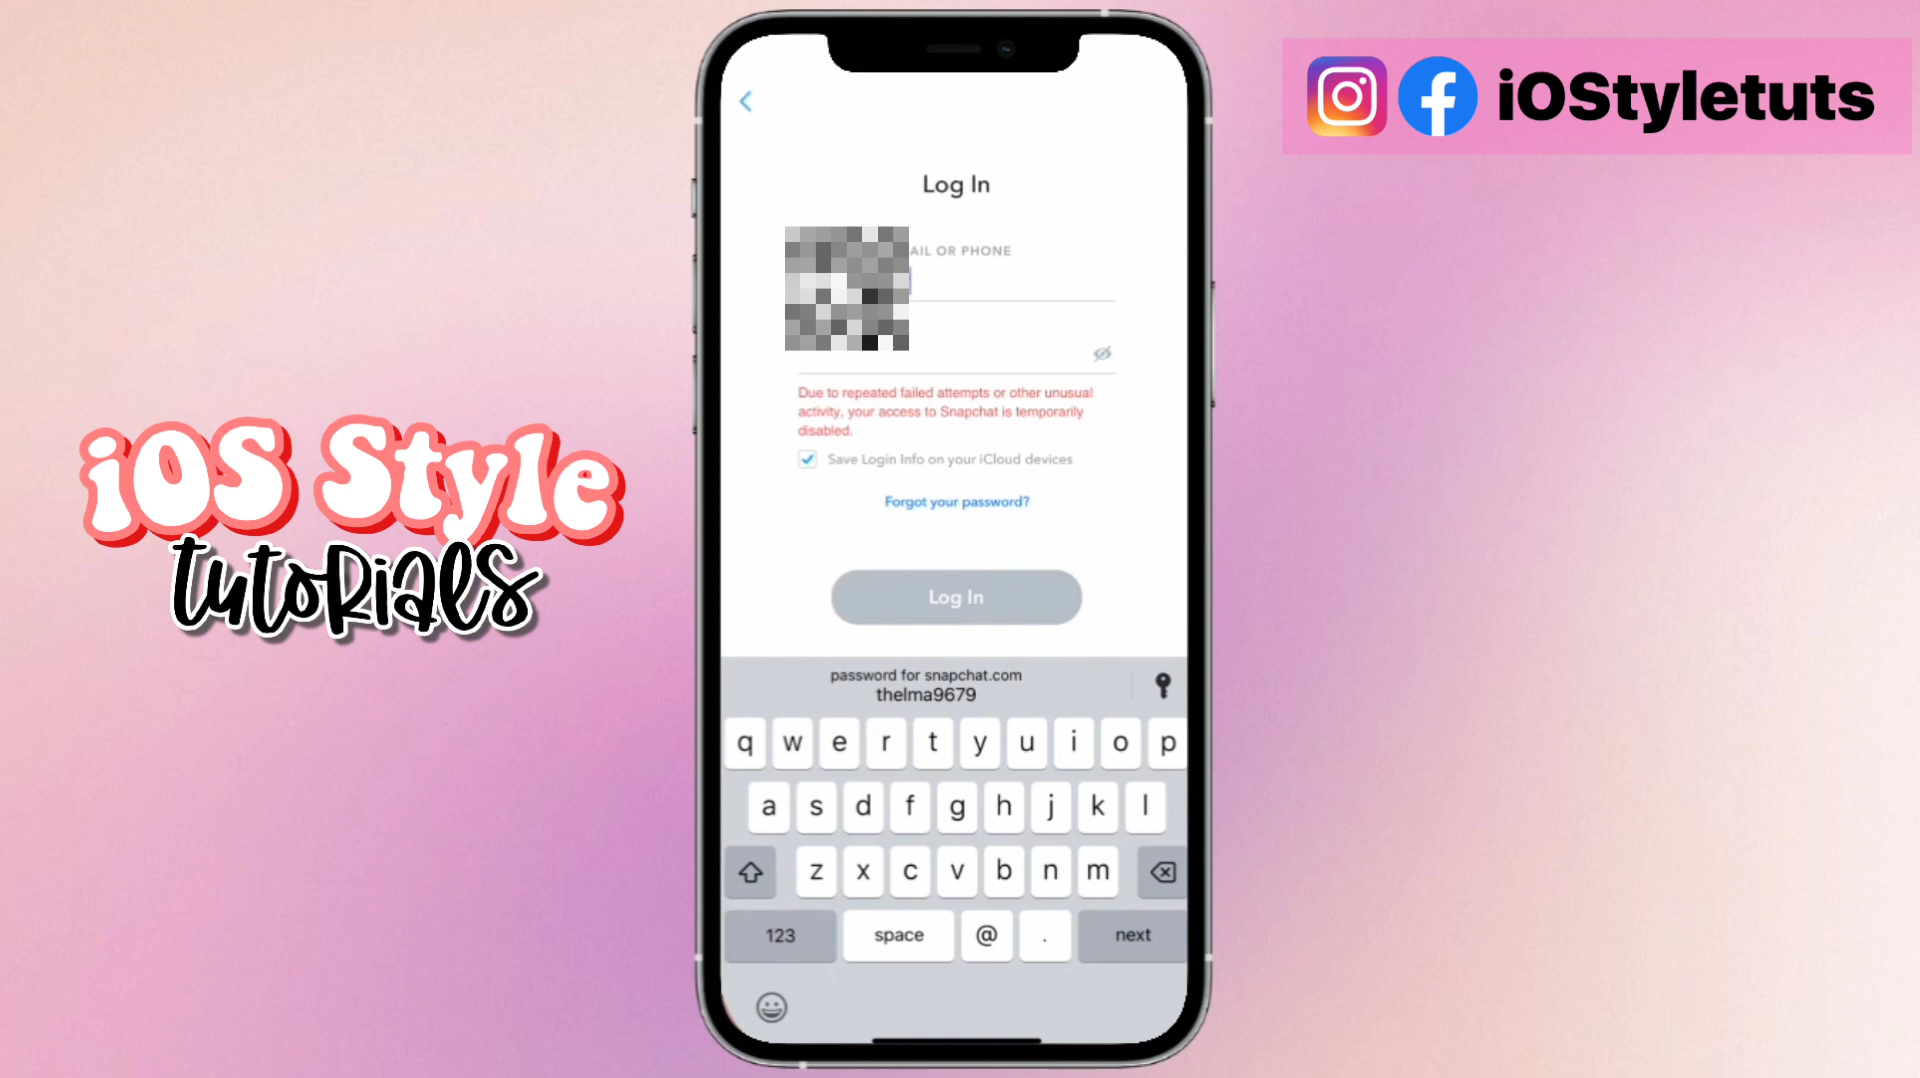 iOStyletuts
Log In
AIL OR PHONE
Due to repeated failed attempts or other unusual
activity, your access to Snapchat is temporarily
disabled.
Save Login Info on your iCloud devices
Forgot your password?
Log In
iOS Style
tutorials
password for snapchat.com
thelma9679
q w e r t y u i o p
a s d f g h j k l
z x c v b n m
123 space @ . next